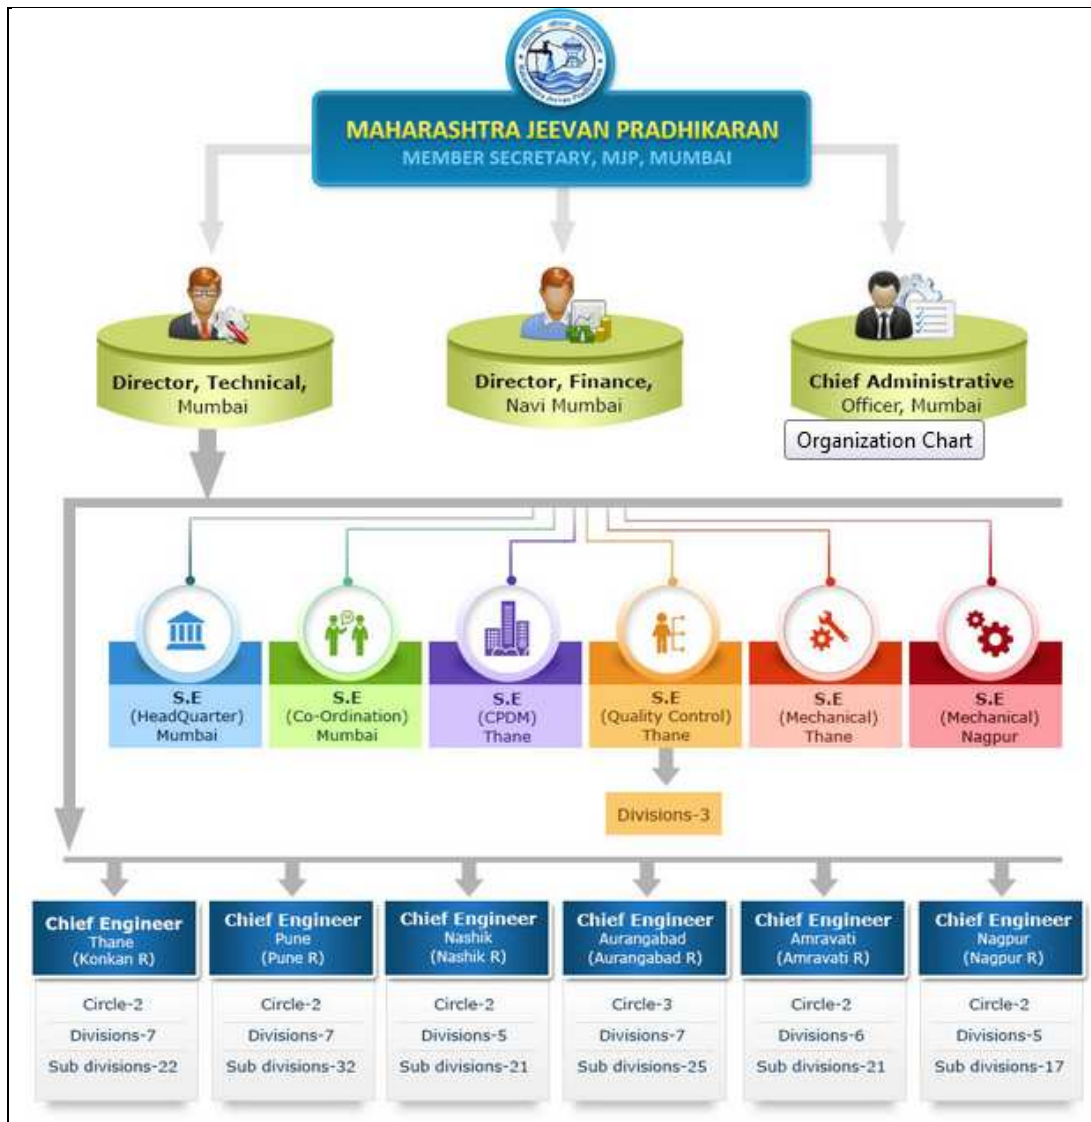 MAHARASHTRA JEEVAN PRADHIKARAN
MEMBER SECRETARY, MJP, MUMBAI
Director, Technical,
Mumbai
Director, Finance,
Navi Mumbai
Chief Administrative
Officer, Mumbai
Organization Chart
S.E
(HeadQuarter)
Mumbai
S.E
(Co-Ordination)
Mumbai
S.E
(CPDM)
Thane
S.E
(Quality Control)
Thane
S.E
(Mechanical)
Thane
S.E
(Mechanical)
Nagpur
Divisions-3
Chief Engineer
Thane
(Konkan R)
Circle-2
Divisions-7
Sub divisions-22
Chief Engineer
Pune
(Pune R)
Circle-2
Divisions-7
Sub divisions-32
Chief Engineer
Nashik
(Nashik R)
Circle-2
Divisions-5
Sub divisions-21
Chief Engineer
Aurangabad
(Aurangabad R)
Circle-3
Divisions-7
Sub divisions-25
Chief Engineer
Amravati
(Amravati R)
Circle-2
Divisions-6
Sub divisions-21
Chief Engineer
Nagpur
(Nagpur R)
Circle-2
Divisions-5
Sub divisions-17